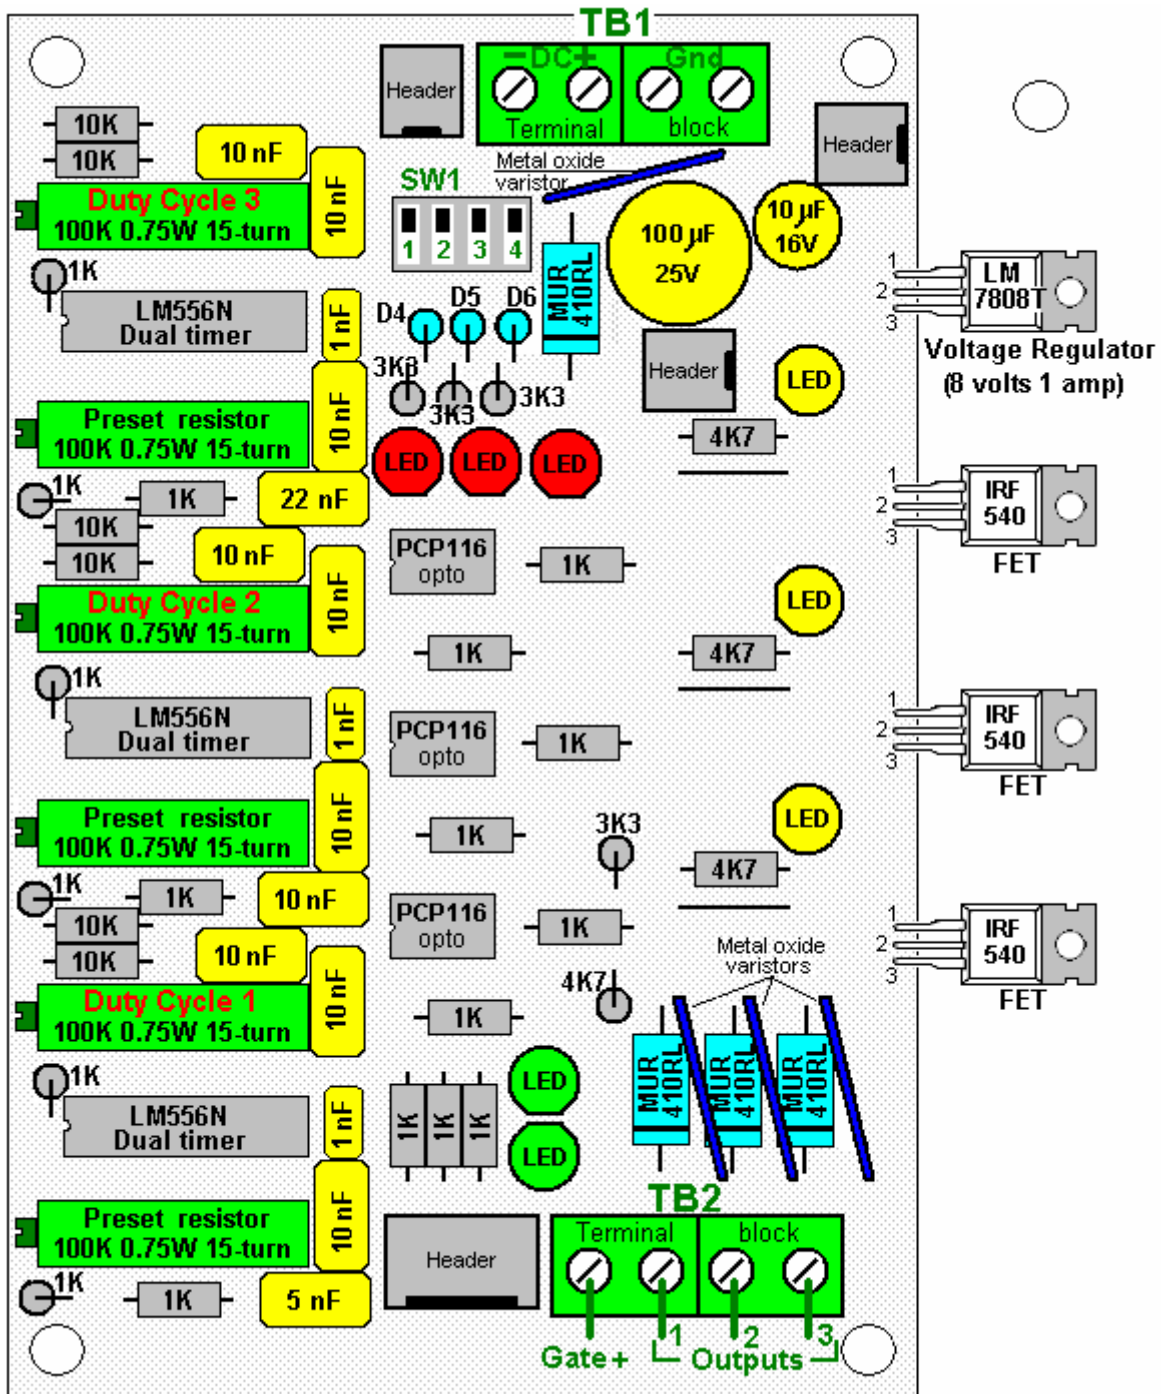 TB1
- DC+
Gnd
Terminal
block
Header
Header
Metal oxide
varistor
10K
10K
10 nF
10 nF
Duty Cycle 3
100K 0.75W 15-turn
SW1
1 2 3 4
MUR
410RL
100 µF
25V
10 µF
16V
1K
LM556N
Dual timer
1 nF
D4
D5
D6
1
2
3
LM
7808T
Voltage Regulator
(8 volts 1 amp)
Header
LED
3K3
3K3
3K3
Preset resistor
100K 0.75W 15-turn
10 nF
LED
LED
LED
4K7
1K
1K
22 nF
1
2
3
IRF
540
FET
10K
10K
10 nF
10 nF
PCP116
opto
1K
Duty Cycle 2
100K 0.75W 15-turn
LED
1K
4K7
1K
LM556N
Dual timer
1 nF
PCP116
opto
1K
1
2
3
IRF
540
FET
Preset resistor
100K 0.75W 15-turn
10 nF
1K
3K3
LED
4K7
1K
1K
10 nF
10K
10K
10 nF
10 nF
PCP116
opto
1K
Metal oxide
varistors
1
2
3
IRF
540
FET
Duty Cycle 1
100K 0.75W 15-turn
1K
4K7
MUR
410RL
MUR
410RL
MUR
410RL
1K
LM556N
Dual timer
1 nF
1K
1K
1K
LED
LED
Preset resistor
100K 0.75W 15-turn
10 nF
TB2
Header
Terminal
block
1K
1K
5 nF
1
2
3
Gate +
Outputs